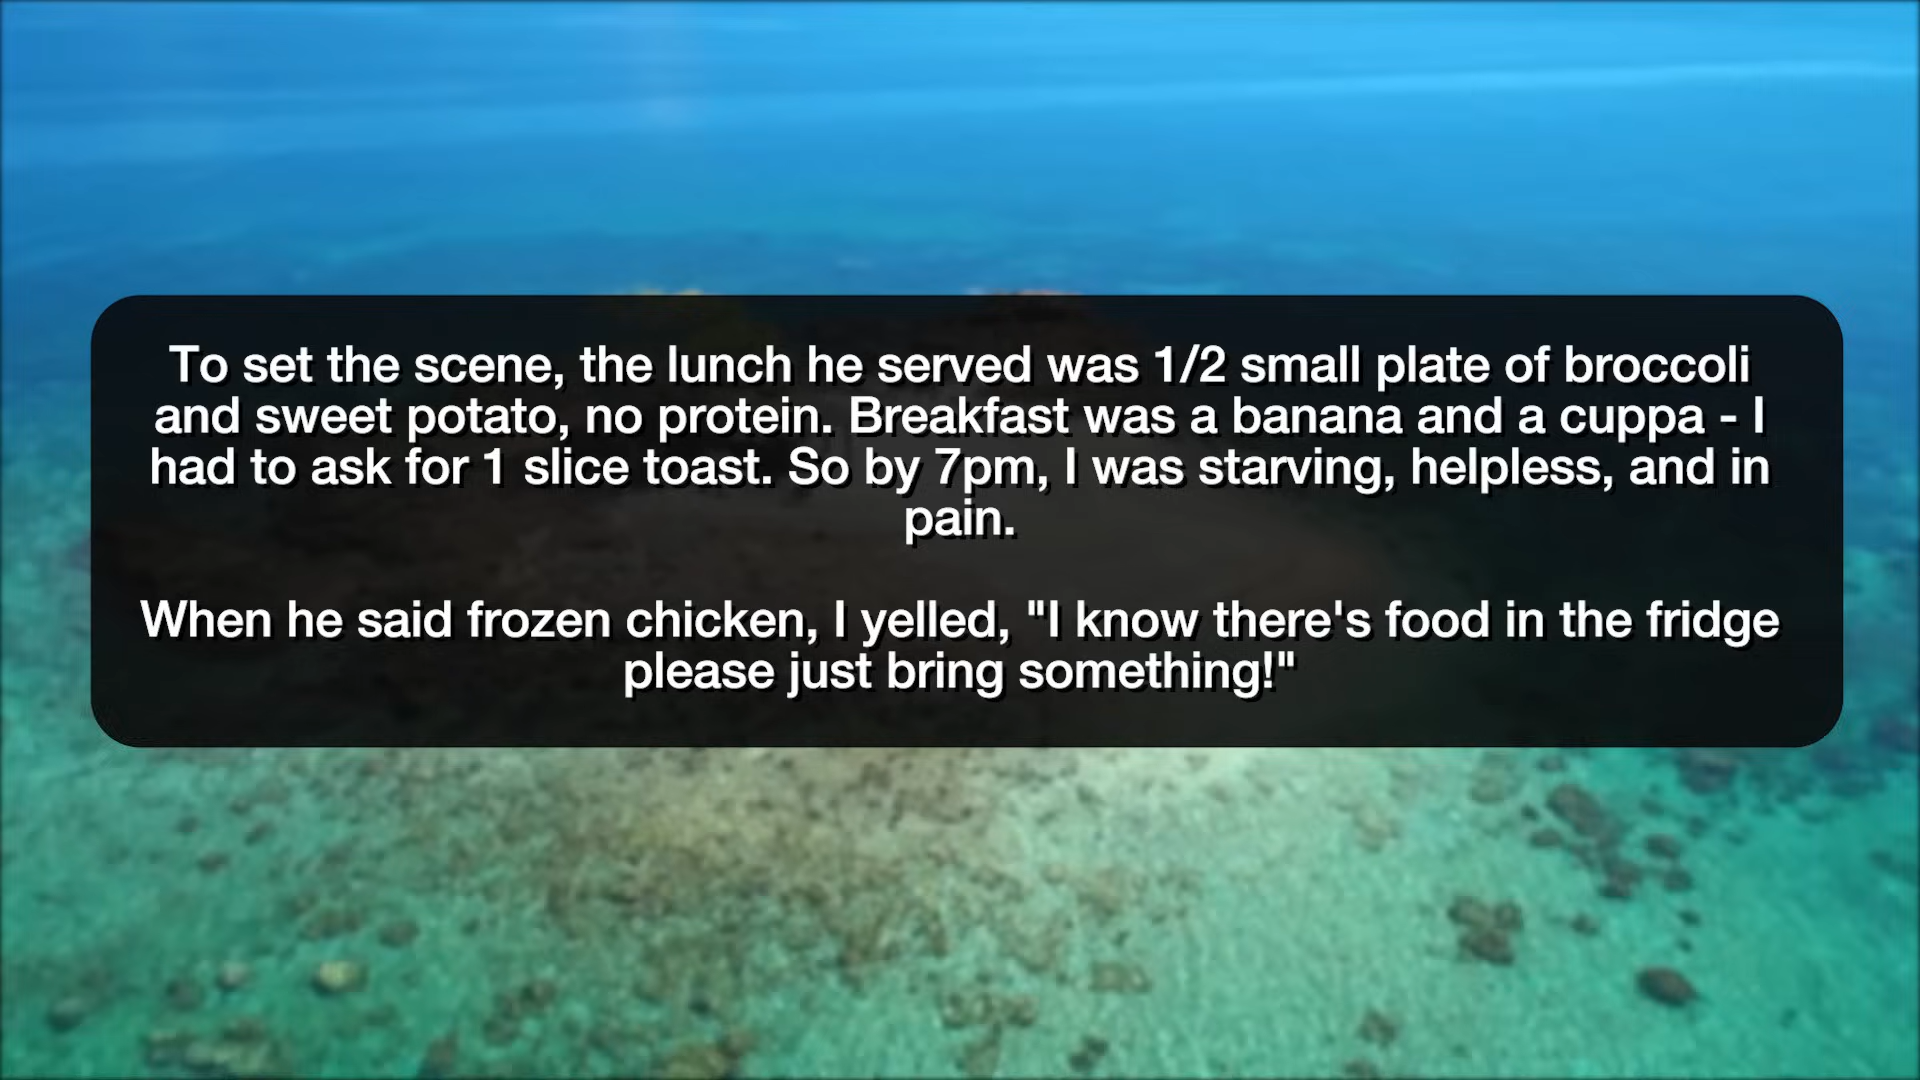 To set the scene, the lunch he served was 1/2 small plate of broccoli
and sweet potato, no protein. Breakfast was a banana and a cuppa - I
had to ask for 1 slice toast. So by 7pm, I was starving, helpless, and in
pain.
When he said frozen chicken, I yelled, "I know there's food in the fridge
please just bring something!"